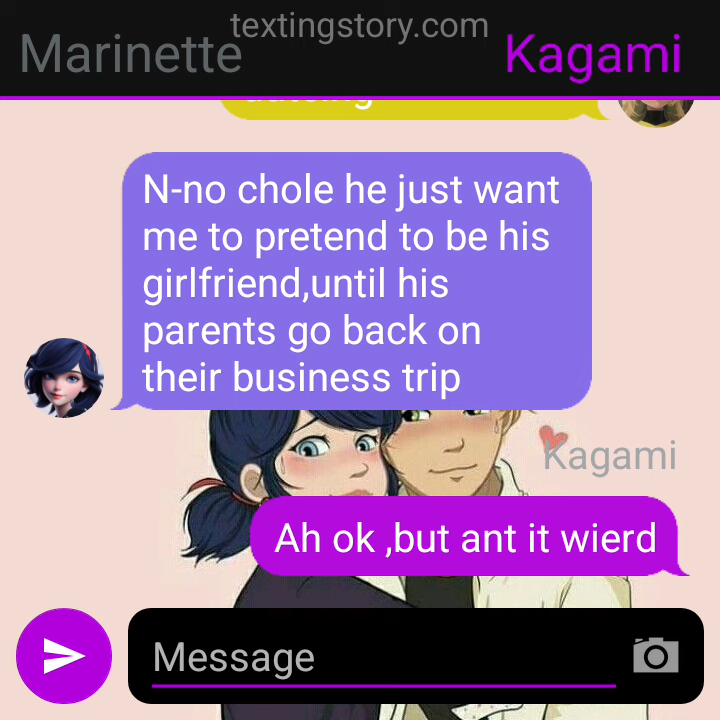 textingstory.com
Marinette
Kagami
N-no chole he just want
me to pretend to be his
girlfriend,until his
parents go back on
their business trip
Kagami
Ah ok ,but ant it wierd
Message